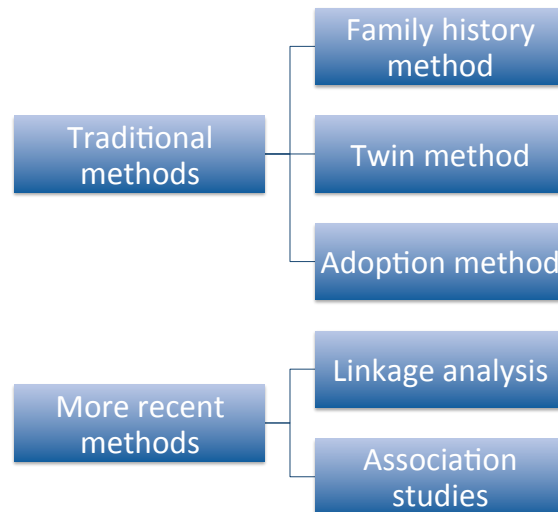 Family history
method
Traditional
methods
Twin method
Adoption method
Linkage analysis
More recent
methods
Association
studies